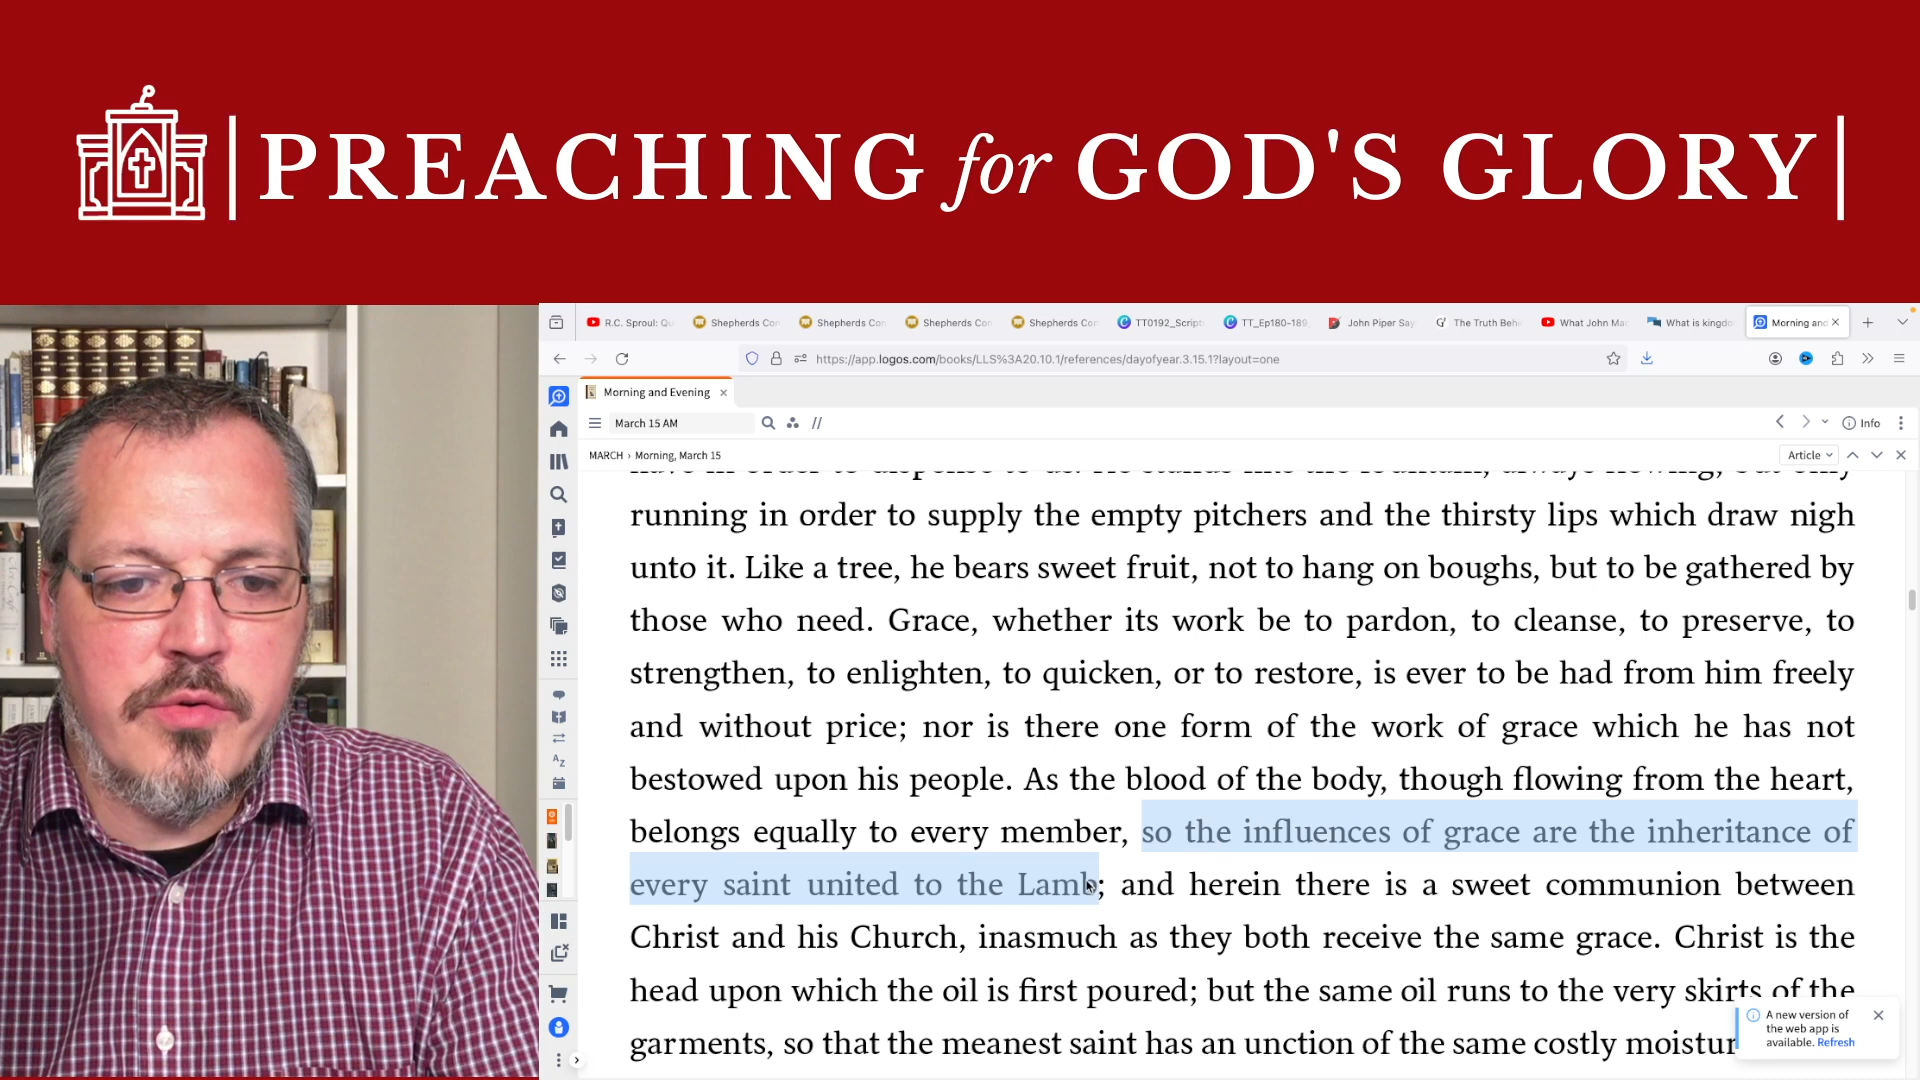 PREACHING for GOD'S GLORY
R.C. Sproul: Qu
Shepherds Con
Shepherds Con
Shepherds Con
Shepherds Con
TT0192_Script
TT_Ep180-189_
John Piper Say
The Truth Behi
What John Mac
What is kingdo
Morning and
https://app.logos.com/books/LLS%3A20.10.1/references/dayofyear.3.15.1?layout=one
Morning and Evening
March 15 AM
Info
MARCH › Morning, March 15
Article
running in order to supply the empty pitchers and the thirsty lips which draw nigh
unto it. Like a tree, he bears sweet fruit, not to hang on boughs, but to be gathered by
those who need. Grace, whether its work be to pardon, to cleanse, to preserve, to
strengthen, to enlighten, to quicken, or to restore, is ever to be had from him freely
and without price; nor is there one form of the work of grace which he has not
bestowed upon his people. As the blood of the body, though flowing from the heart,
belongs equally to every member, so the influences of grace are the inheritance of
every saint united to the Lamb; and herein there is a sweet communion between
Christ and his Church, inasmuch as they both receive the same grace. Christ is the
head upon which the oil is first poured; but the same oil runs to the very skirts of the
garments, so that the meanest saint has an unction of the same costly moistur
A new version of
the web app is
available. Refresh